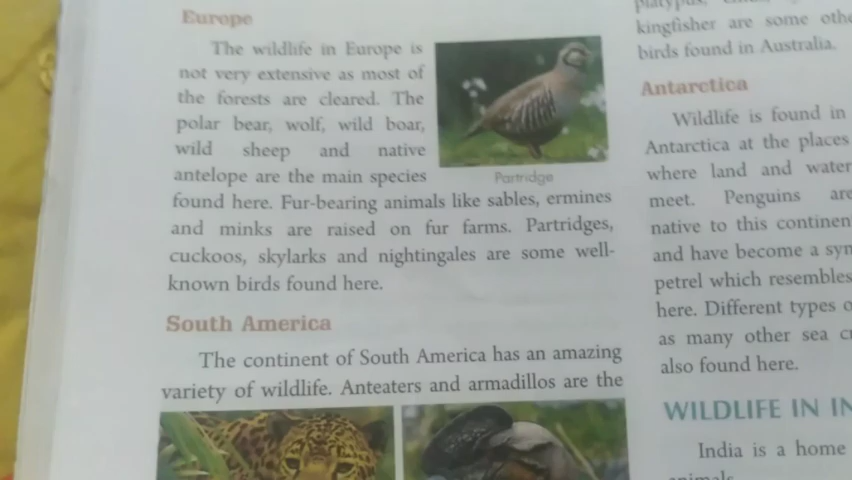 Europe
The wildlife in Europe is
not very extensive as most of
the forests are cleared. The
polar bear, wolf, wild boar,
wild sheep and native
antelope are the main species
found here. Fur-bearing animals like sables, ermines
and minks are raised on fur farms. Partridges,
cuckoos, skylarks and nightingales are some well-
known birds found here.
Partridge
South America
The continent of South America has an amazing
variety of wildlife. Anteaters and armadillos are the
kingfisher are some
birds found in Australia.
Antarctica
Wildlife is found in
Antarctica at the places
where land and water
meet. Penguins are
native to this
and have become a
petrel which resembles
here. Different types
as many other sea
also found here.
WILDLIFE IN
India is a home